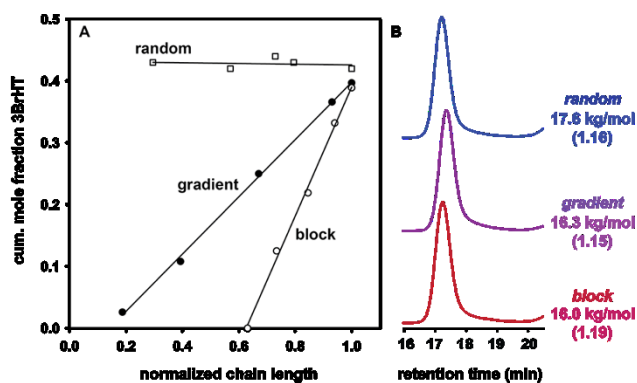 A
cum. mole fraction 3BrHT
0.5
0.4
0.3
0.2
0.1
0.0
random
gradient
block
0.0 0.2 0.4 0.6 0.8 1.0
normalized chain length
B
random
17.6 kg/mol
(1.16)
gradient
16.3 kg/mol
(1.15)
block
16.0 kg/mol
(1.19)
16 17 18 19 20
retention time (min)